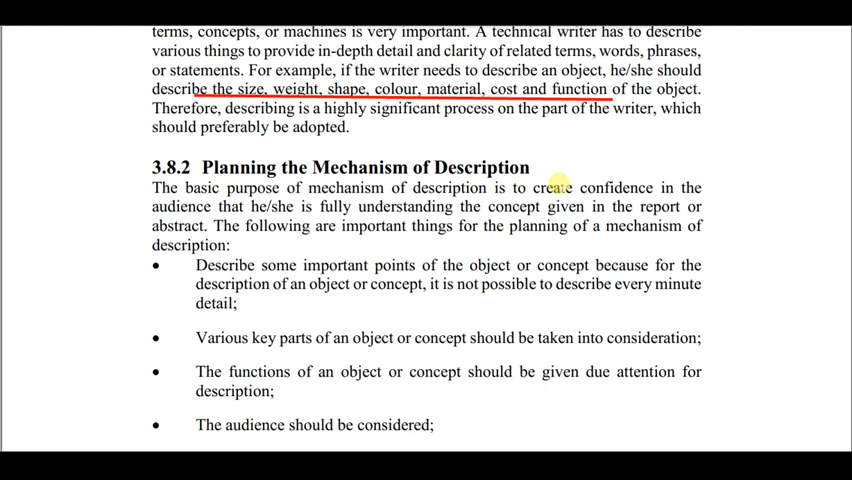 terms, concepts, or machines is very important. A technical writer has to describe
various things to provide in-depth detail and clarity of related terms, words, phrases,
or statements. For example, if the writer needs to describe an object, he/she should
describe the size, weight, shape, colour, material, cost and function of the object.
Therefore, describing is a highly significant process on the part of the writer, which
should preferably be adopted.
3.8.2 Planning the Mechanism of Description
The basic purpose of mechanism of description is to create confidence in the
audience that he/she is fully understanding the concept given in the report or
abstract. The following are important things for the planning of a mechanism of
description:
• Describe some important points of the object or concept because for the
description of an object or concept, it is not possible to describe every minute
detail;
• Various key parts of an object or concept should be taken into consideration;
• The functions of an object or concept should be given due attention for
description;
• The audience should be considered;